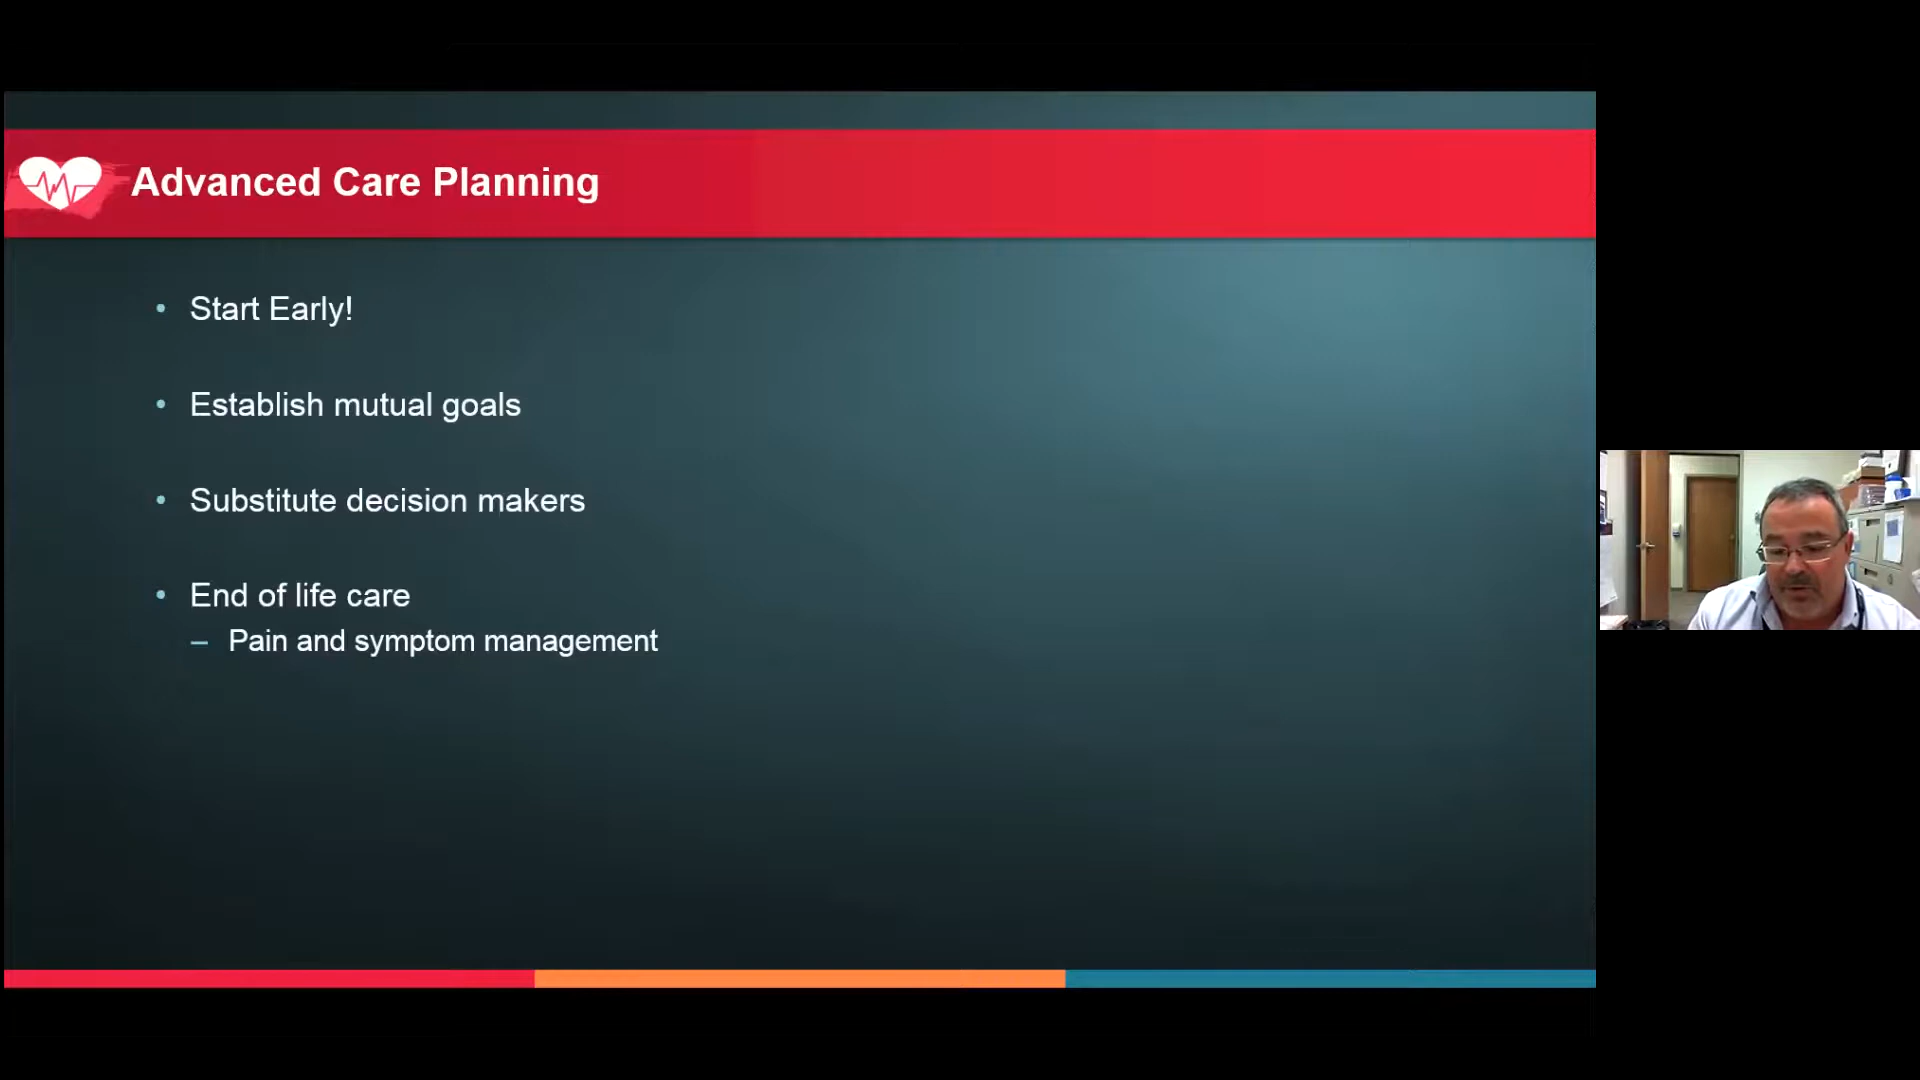 Advanced Care Planning
• Start Early!
• Establish mutual goals
• Substitute decision makers
• End of life care
– Pain and symptom management